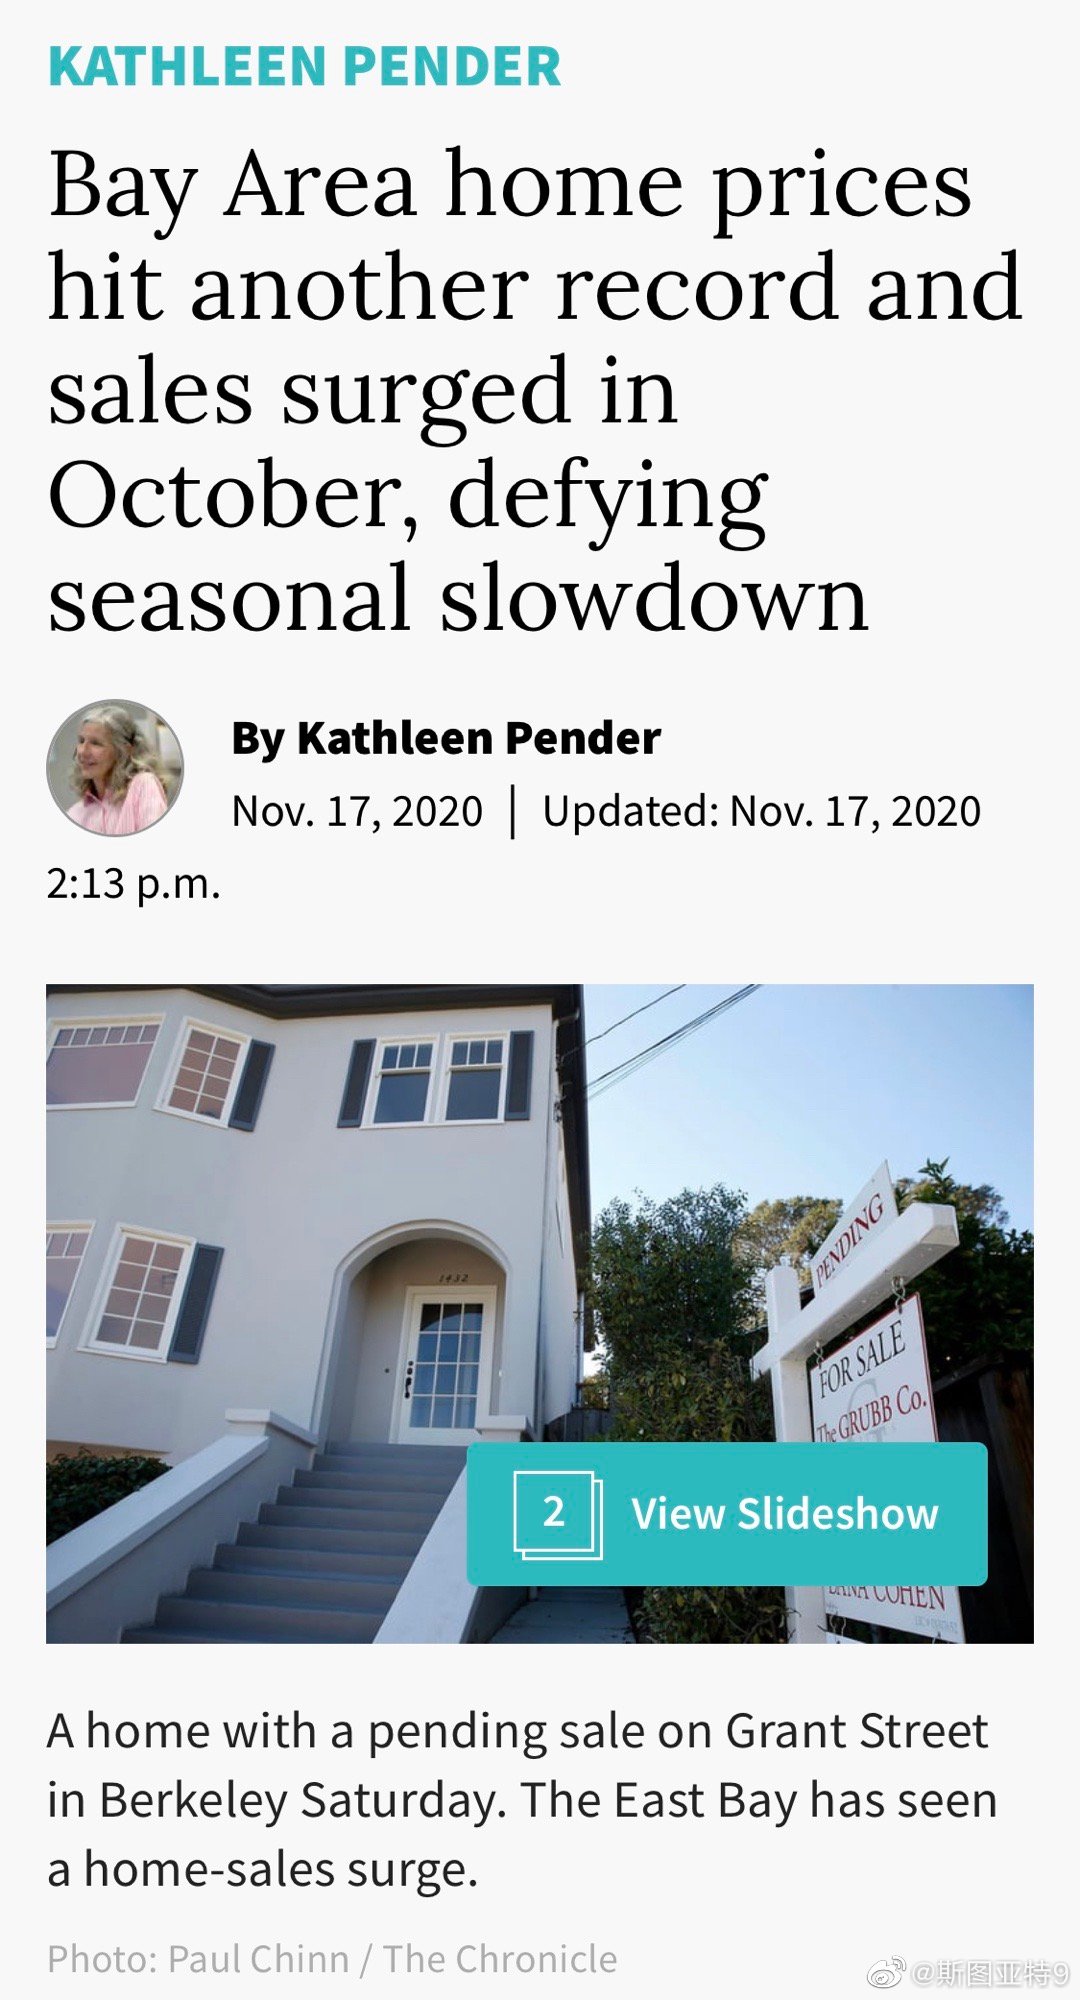 KATHLEEN PENDER
Bay Area home prices
hit another record and
sales surged in
October, defying
seasonal slowdown
By Kathleen Pender
Nov. 17, 2020 | Updated: Nov. 17, 2020
2:13 p.m.
1432
PENDING
FOR SALE
The GRUBB Co.
2 View Slideshow
COHEN
A home with a pending sale on Grant Street
in Berkeley Saturday. The East Bay has seen
a home-sales surge.
Photo: Paul Chinn / The Chronicle
@斯图亚特9